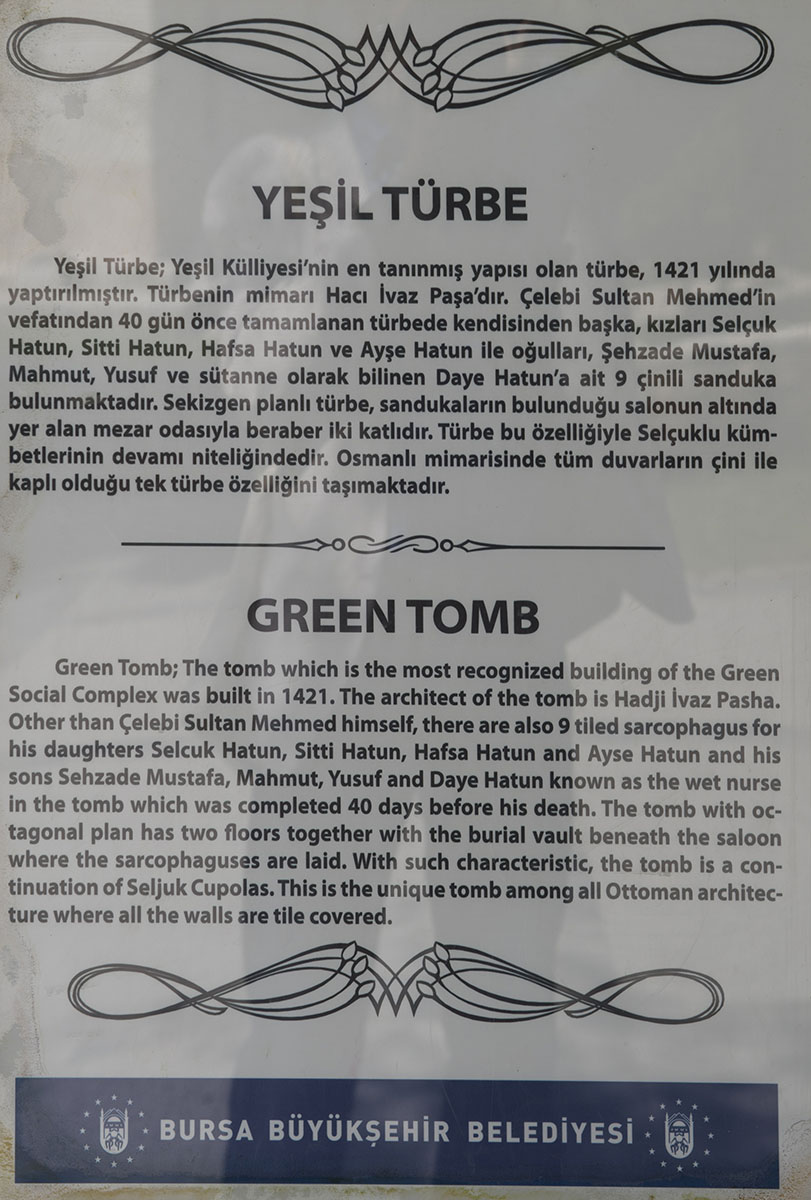 YEŞİL TÜRBE
Yeşil Türbe; Yeşil Külliyesi’nin en tanınmış yapısı olan türbe, 1421 yılında
yaptırılmıştır. Türbenin mimarı Hacı İvaz Paşa’dır. Çelebi Sultan Mehmed’in
vefatından 40 gün önce tamamlanan türbede kendisinden başka, kızları Selçuk
Hatun, Sitti Hatun, Hafsa Hatun ve Ayşe Hatun ile oğulları, Şehzade Mustafa,
Mahmut, Yusuf ve sütanne olarak bilinen Daye Hatun’a ait 9 çinili sanduka
bulunmaktadır. Sekizgen planlı türbe, sandukaların bulunduğu salonun altında
yer alan mezar odasıyla beraber iki katlıdır. Türbe bu özelliğiyle Selçuklu küm-
betlerinin devamı niteliğindedir. Osmanlı mimarisinde tüm duvarların çini ile
kaplı olduğu tek türbe özelliğini taşımaktadır.
GREEN TOMB
Green Tomb; The tomb which is the most recognized building of the Green
Social Complex was built in 1421. The architect of the tomb is Hadji İvaz Pasha.
Other than Çelebi Sultan Mehmed himself, there are also 9 tiled sarcophagus for
his daughters Selcuk Hatun, Sitti Hatun, Hafsa Hatun and Ayse Hatun and his
sons Sehzade Mustafa, Mahmut, Yusuf and Daye Hatun known as the wet nurse
in the tomb which was completed 40 days before his death. The tomb with oc-
tagonal plan has two floors together with the burial vault beneath the saloon
where the sarcophaguses are laid. With such characteristic, the tomb is a con-
tinuation of Seljuk Cupolas. This is the unique tomb among all Ottoman architec-
ture where all the walls are tile covered.
BURSA BÜYÜKŞEHİR BELEDİYESİ